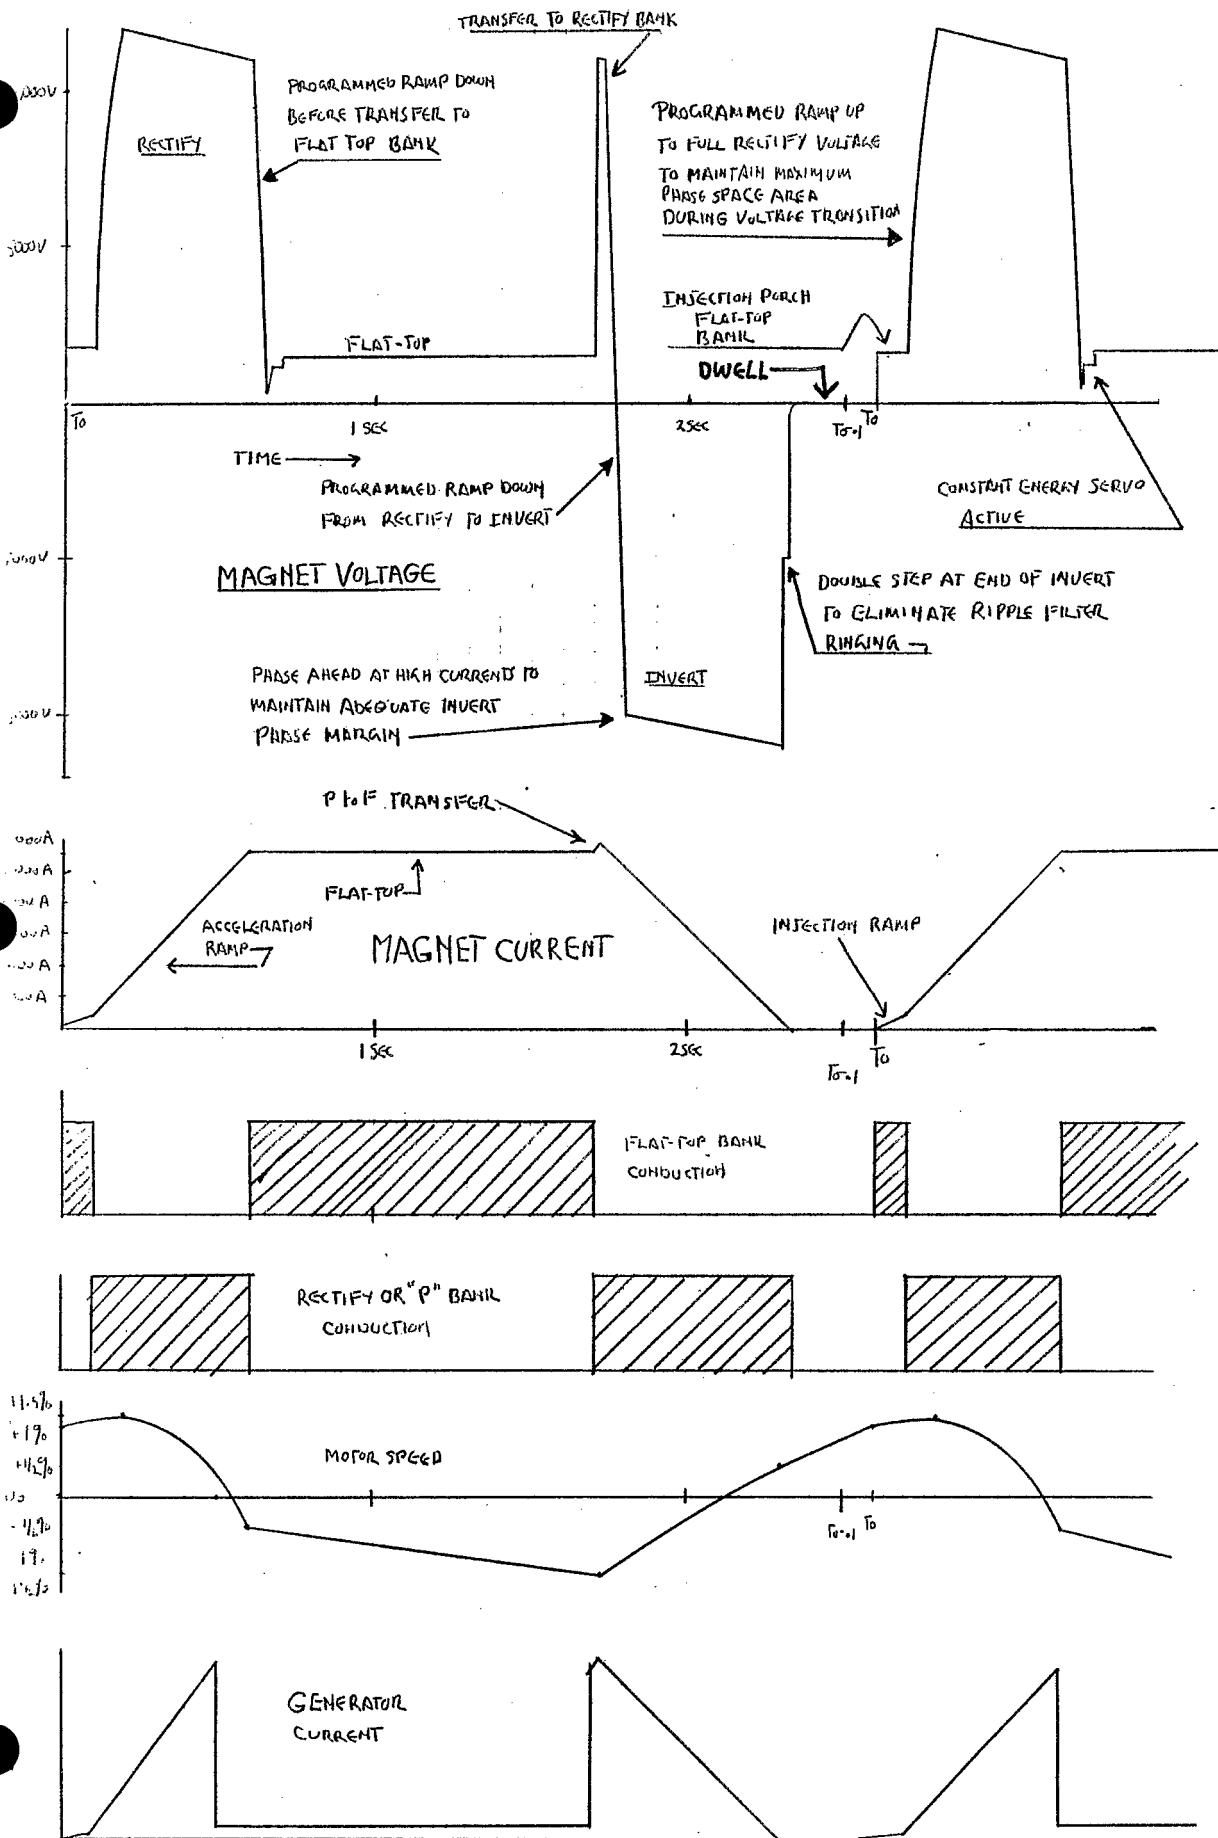 TRANSFER TO RECTIFY BANK
PROGRAMMED RAMP DOWN
BEFORE TRANSFER TO
FLAT TOP BANK
RECTIFY
PROGRAMMED RAMP UP
TO FULL RECTIFY VOLTAGE
TO MAINTAIN MAXIMUM
PHASE SPACE AREA
DURING VOLTAGE TRANSITION
INJECTION PORCH
FLAT-TOP
BANK
FLAT-TOP
DWELL
To
1 SEC
2SEC
To-.1
To
TIME
PROGRAMMED RAMP DOWN
FROM RECTIFY TO INVERT
CONSTANT ENERGY SERVO
ACTIVE
MAGNET VOLTAGE
DOUBLE STEP AT END OF INVERT
TO ELIMINATE RIPPLE FILTER
RINGING
PHASE AHEAD AT HIGH CURRENTS TO
MAINTAIN ADEQUATE INVERT
PHASE MARGIN
INVERT
P to F TRANSFER
FLAT-TOP
ACCELERATION
RAMP
MAGNET CURRENT
INJECTION RAMP
1 SEC
2SEC
To-.1
To
FLAT-TOP BANK
CONDUCTION
RECTIFY OR "P" BANK
CONDUCTION
+1%
+1/2%
-1/2%
1%
MOTOR SPEED
To-.1
To
GENERATOR
CURRENT